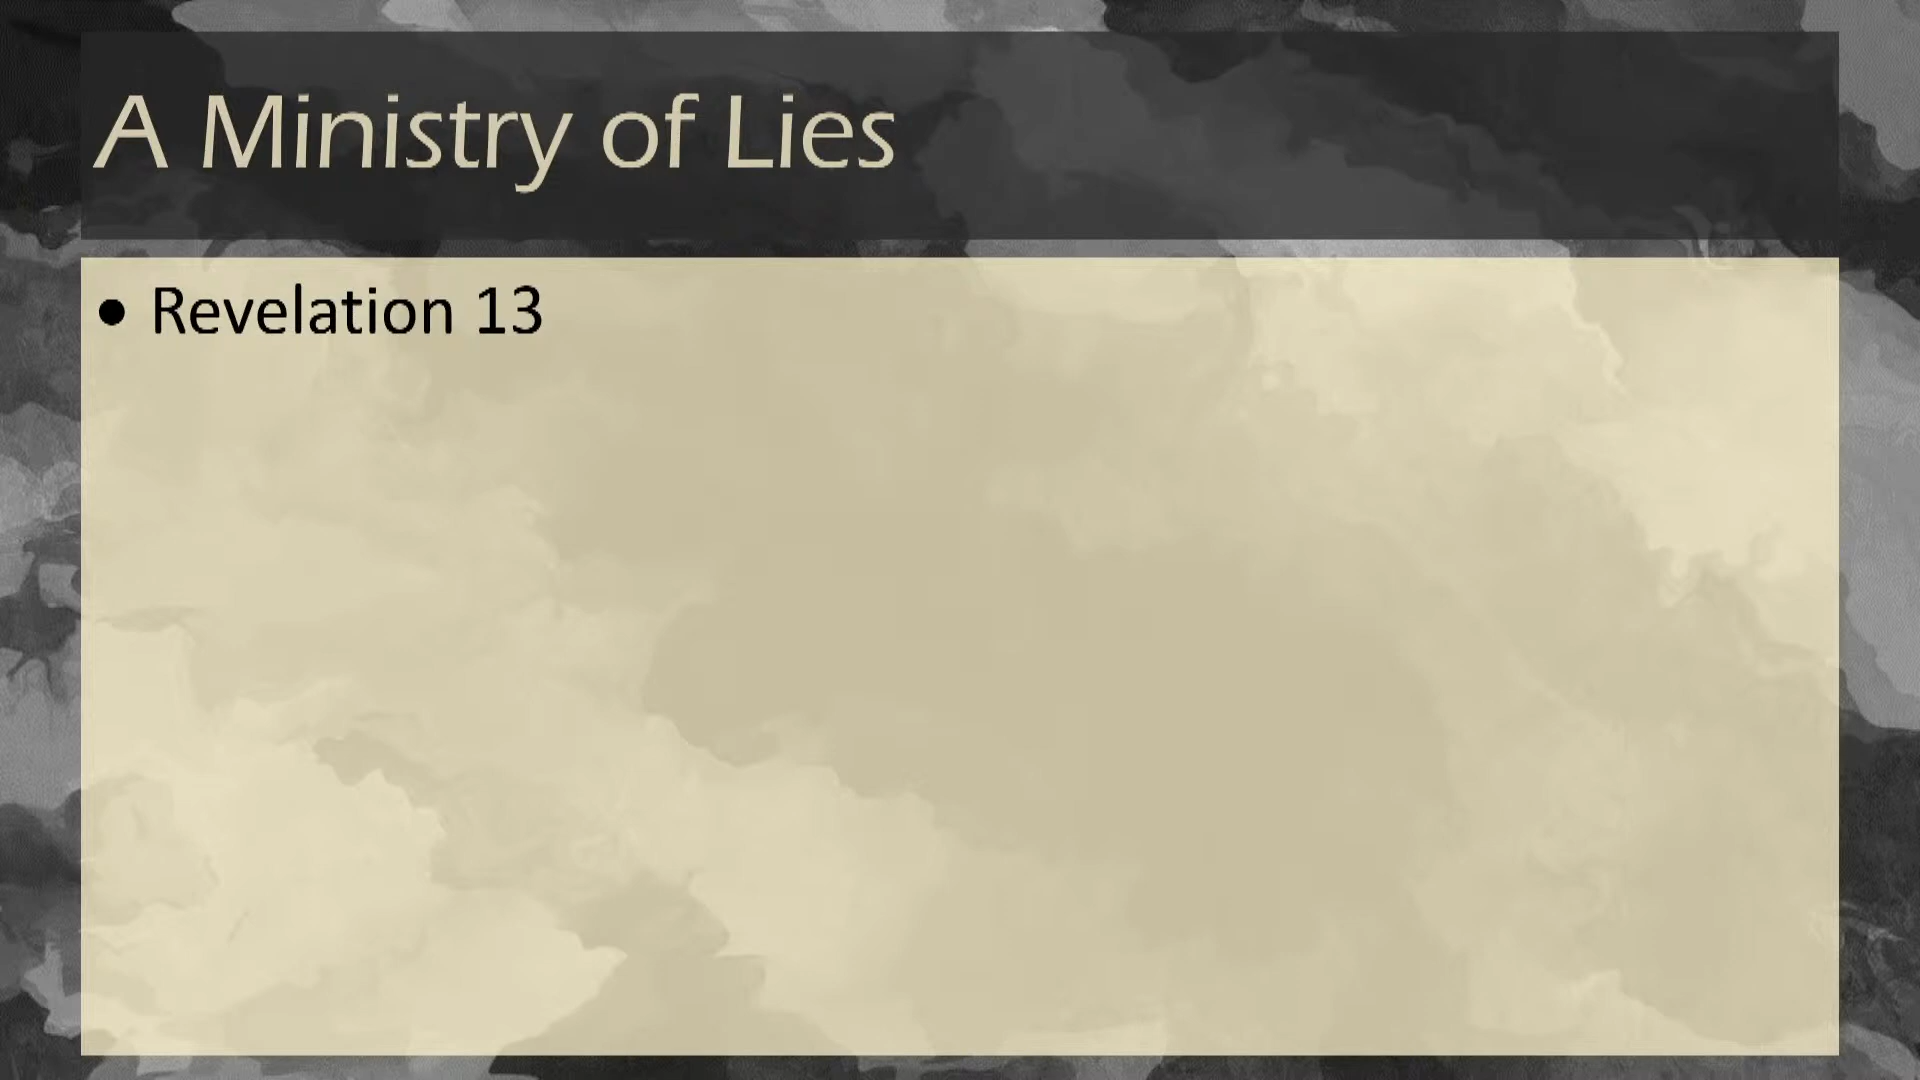 A Ministry of Lies
• Revelation 13